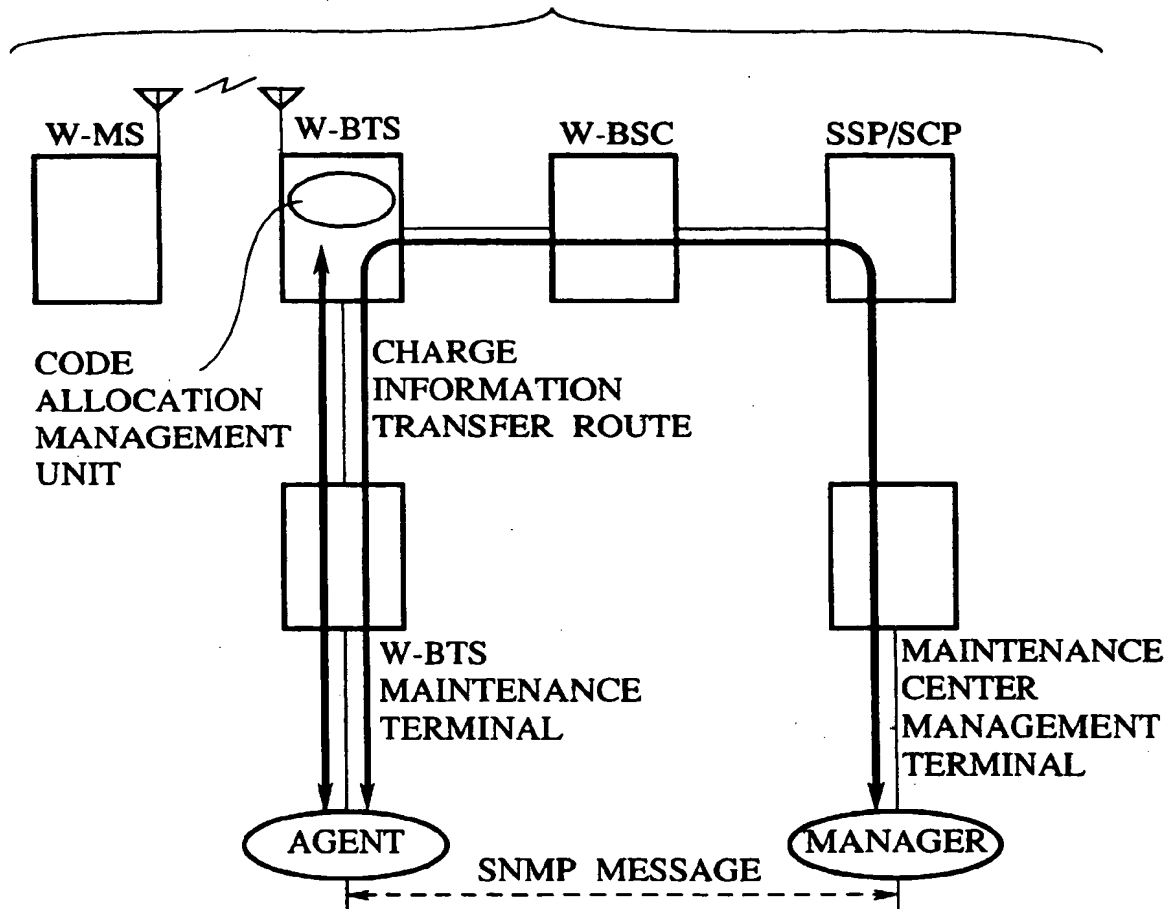 W-MS
W-BTS
W-BSC
SSP/SCP
CODE
ALLOCATION
MANAGEMENT
UNIT
CHARGE
INFORMATION
TRANSFER ROUTE
W-BTS
MAINTENANCE
TERMINAL
MAINTENANCE
CENTER
MANAGEMENT
TERMINAL
AGENT
MANAGER
SNMP MESSAGE